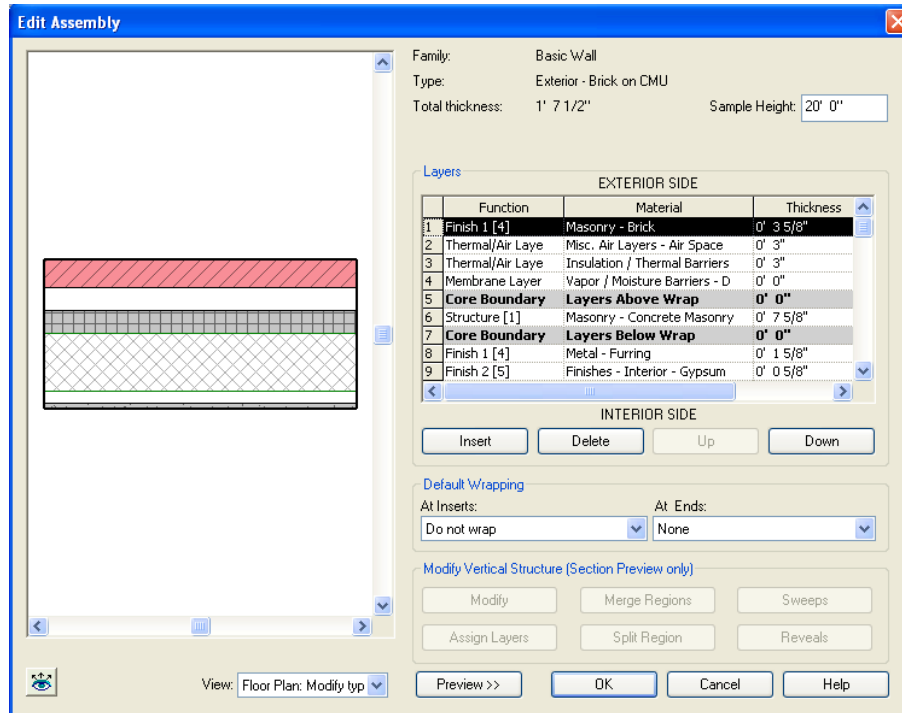 Edit Assembly
Family: Basic Wall
Type: Exterior - Brick on CMU
Total thickness: 1' 7 1/2" Sample Height: 20' 0"
Layers
EXTERIOR SIDE
Function Material Thickness
1 Finish 1 [4] Masonry - Brick 0' 3 5/8"
2 Thermal/Air Laye Misc. Air Layers - Air Space 0' 3"
3 Thermal/Air Laye Insulation / Thermal Barriers 0' 3"
4 Membrane Layer Vapor / Moisture Barriers - D 0' 0"
5 Core Boundary Layers Above Wrap 0' 0"
6 Structure [1] Masonry - Concrete Masonry 0' 7 5/8"
7 Core Boundary Layers Below Wrap 0' 0"
8 Finish 1 [4] Metal - Furring 0' 1 5/8"
9 Finish 2 [5] Finishes - Interior - Gypsum 0' 0 5/8"
INTERIOR SIDE
Insert Delete Up Down
Default Wrapping
At Inserts: At Ends:
Do not wrap None
Modify Vertical Structure (Section Preview only)
Modify Merge Regions Sweeps
Assign Layers Split Region Reveals
View: Floor Plan: Modify typ Preview >> OK Cancel Help